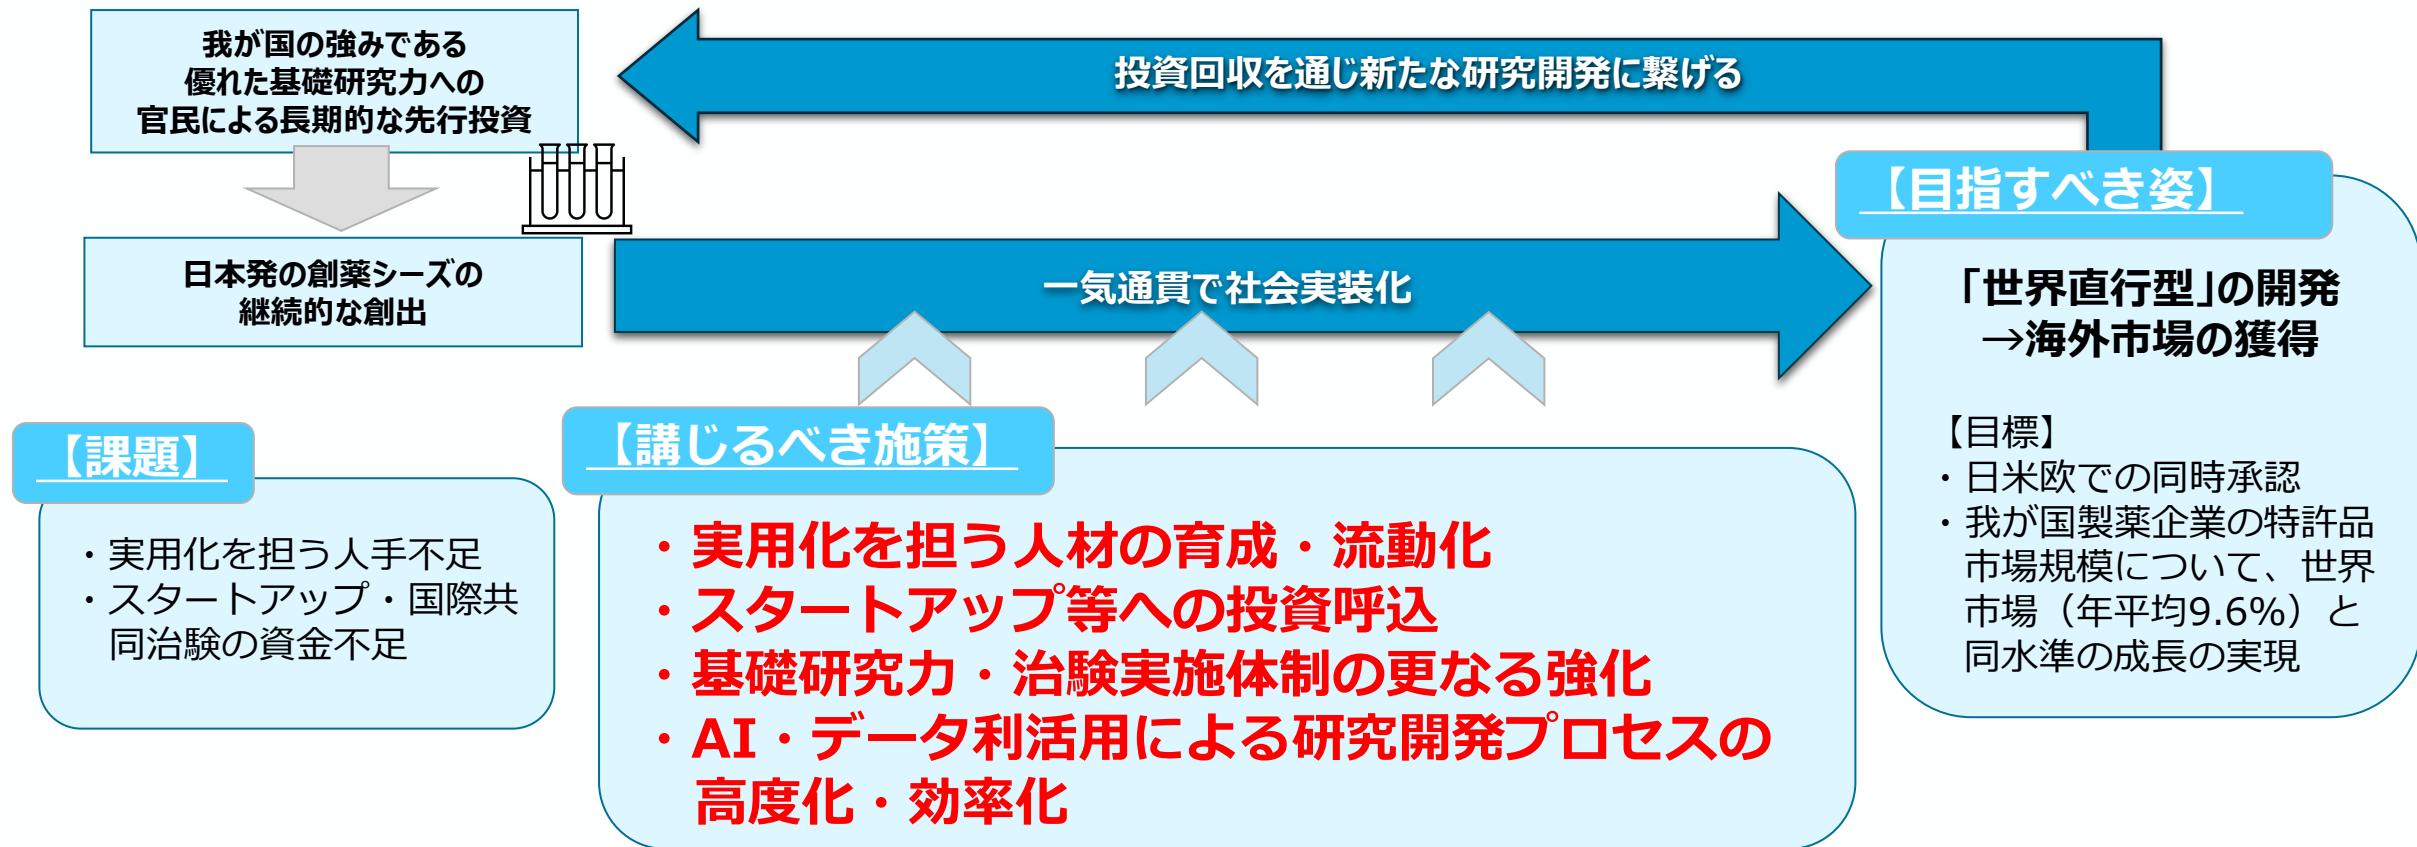 我が国の強みである
優れた基礎研究力への
官民による長期的な先行投資
投資回収を通じ新たな研究開発に繋げる
日本発の創薬シーズの
継続的な創出
一気通貫で社会実装化
【目指すべき姿】
「世界直行型」の開発
→海外市場の獲得
【目標】
・日米欧での同時承認
・我が国製薬企業の特許品
市場規模について、世界
市場（年平均9.6%）と
同水準の成長の実現
【課題】
・実用化を担う人手不足
・スタートアップ・国際共
同治験の資金不足
【講じるべき施策】
・実用化を担う人材の育成・流動化
・スタートアップ等への投資呼込
・基礎研究力・治験実施体制の更なる強化
・AI・データ利活用による研究開発プロセスの
高度化・効率化